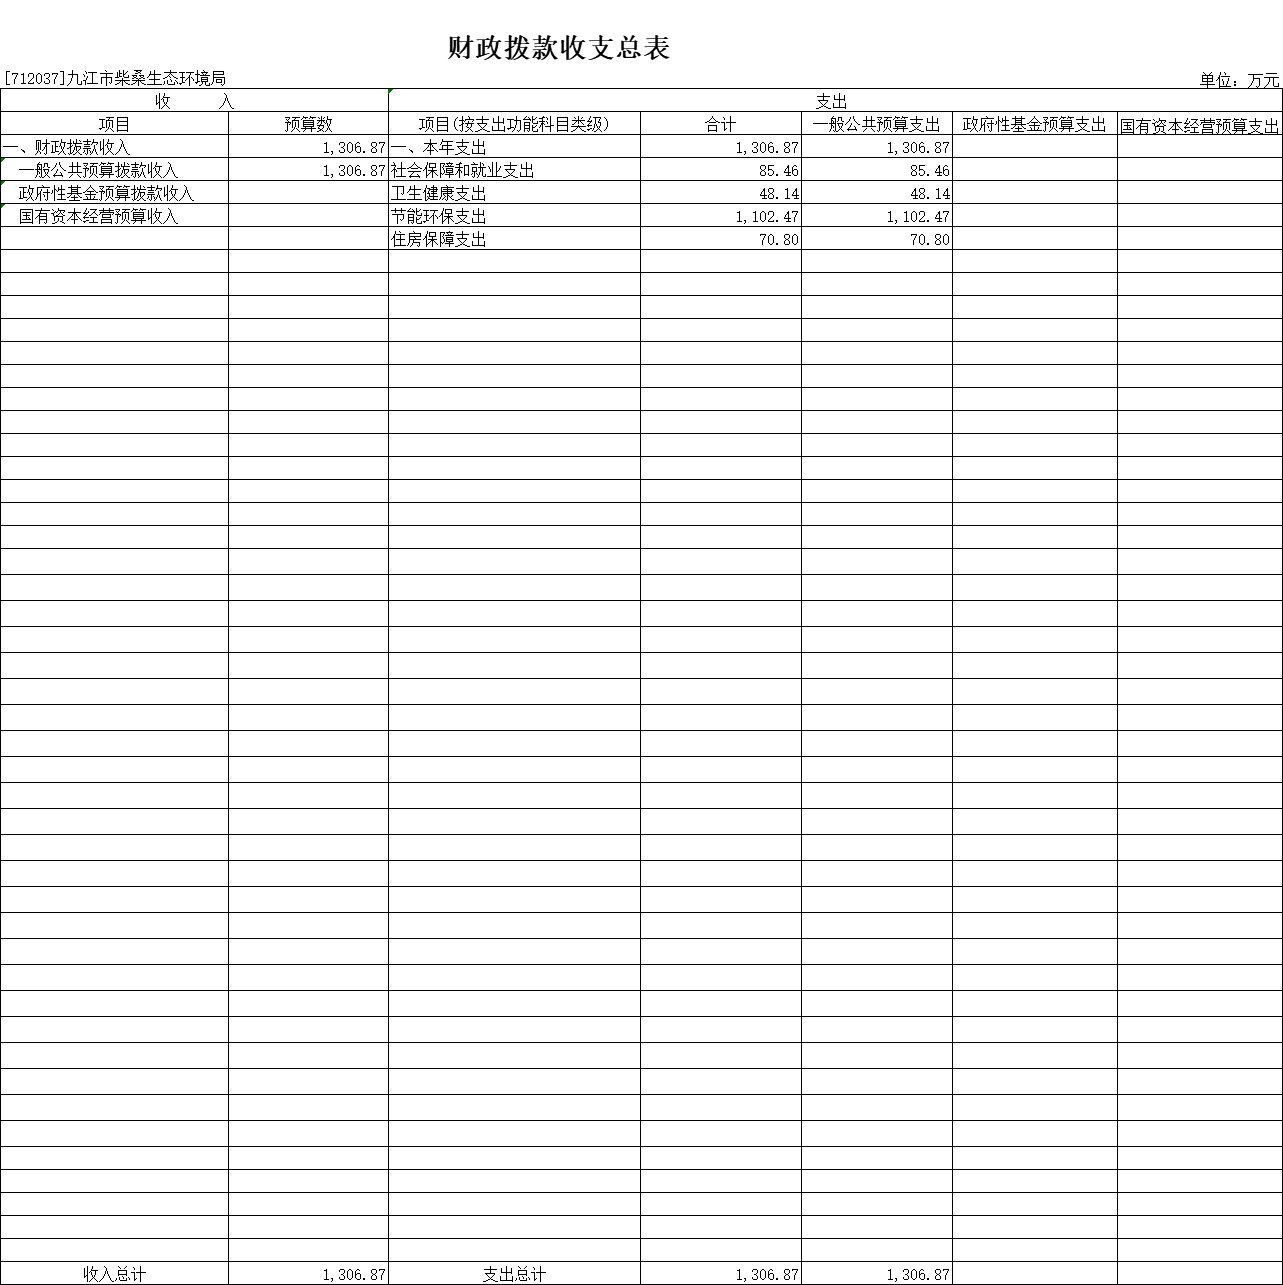 财政拨款收支总表
[712037]九江市柴桑生态环境局 单位：万元
收 入 支出
项目 预算数 项目(按支出功能科目类级) 合计 一般公共预算支出 政府性基金预算支出 国有资本经营预算支出
一、财政拨款收入 1,306.87 一、本年支出 1,306.87 1,306.87
一般公共预算拨款收入 1,306.87 社会保障和就业支出 85.46 85.46
政府性基金预算拨款收入 卫生健康支出 48.14 48.14
国有资本经营预算收入 节能环保支出 1,102.47 1,102.47
住房保障支出 70.80 70.80
收入总计 1,306.87 支出总计 1,306.87 1,306.87